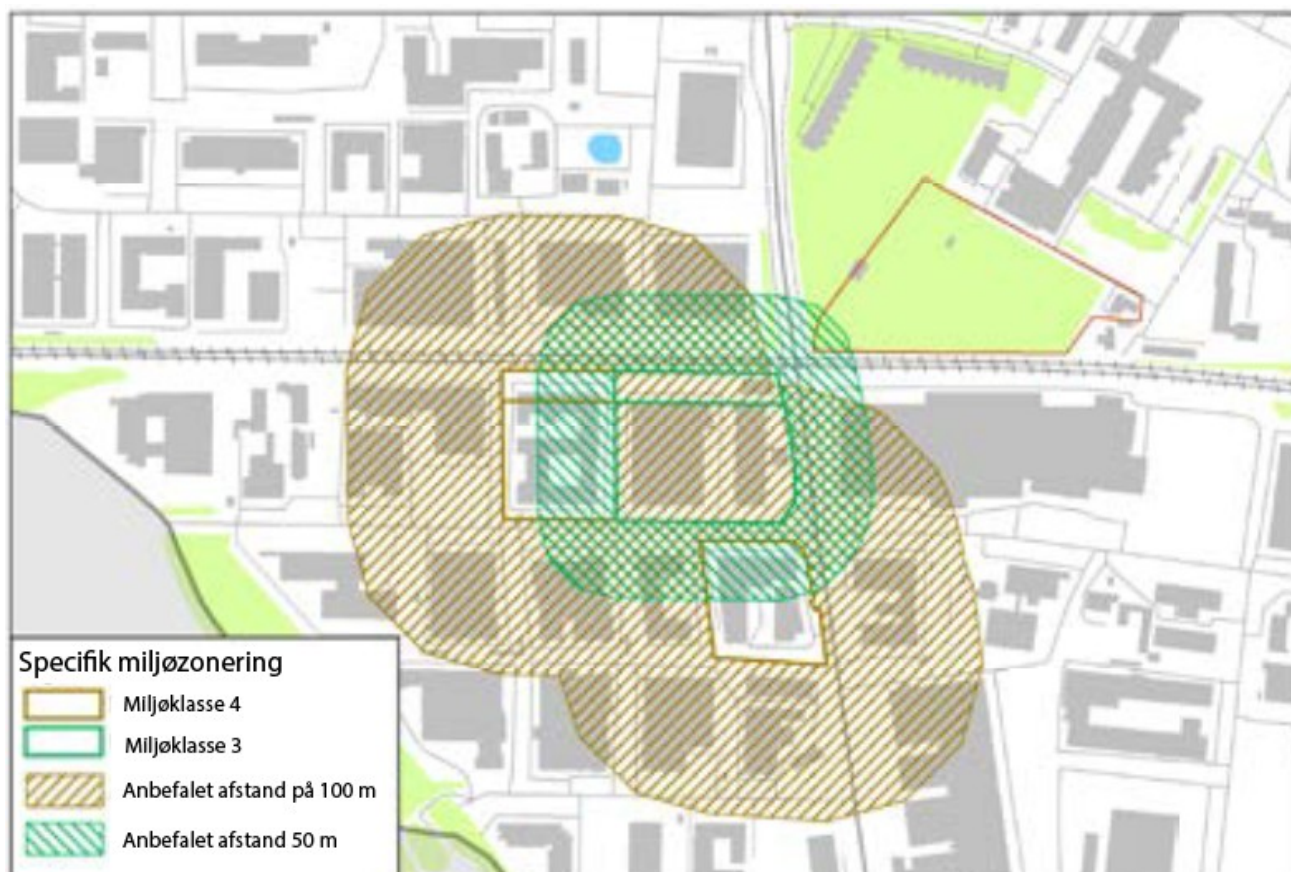 Specifik miljøzonering
Miljøklasse 4
Miljøklasse 3
Anbefalet afstand på 100 m
Anbefalet afstand 50 m